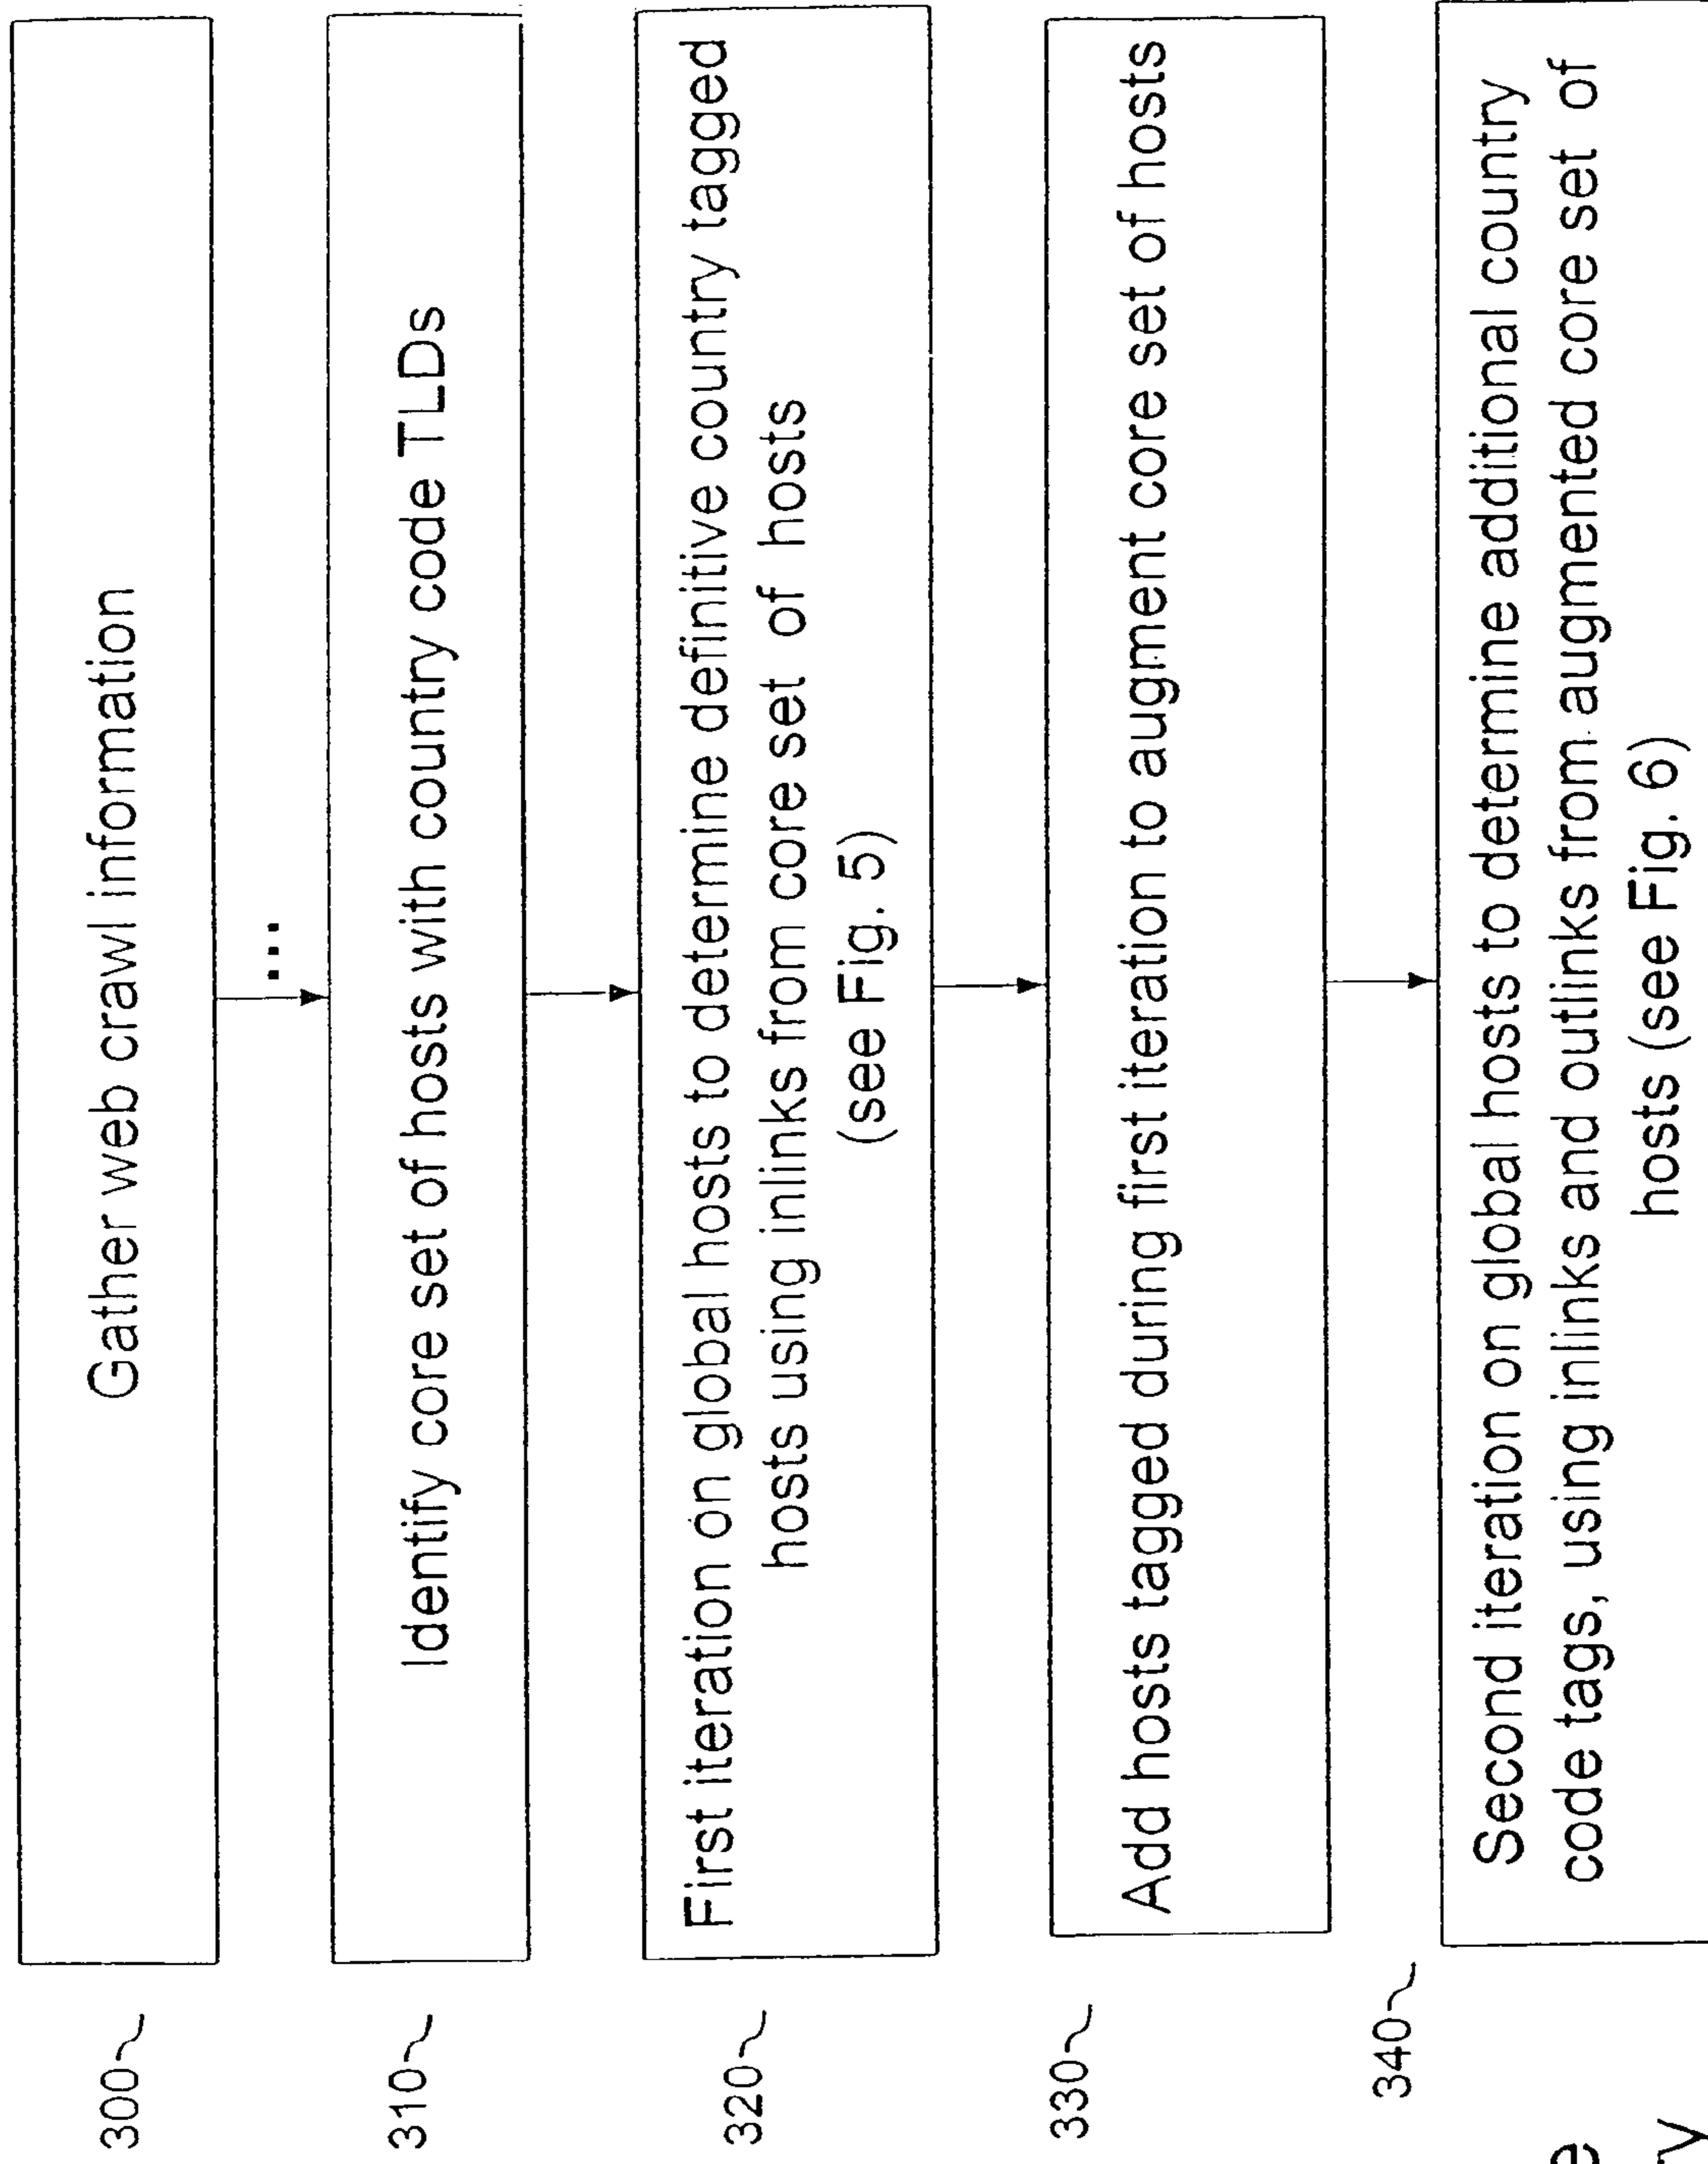 300
Gather web crawl information
...
310
Identify core set of hosts with country code TLDs
320
First iteration on global hosts to determine definitive country tagged
hosts using inlinks from core set of hosts
(see Fig. 5)
330
Add hosts tagged during first iteration to augment core set of hosts
340
Second iteration on global hosts to determine additional country
code tags, using inlinks and outlinks from augmented core set of
hosts (see Fig. 6)